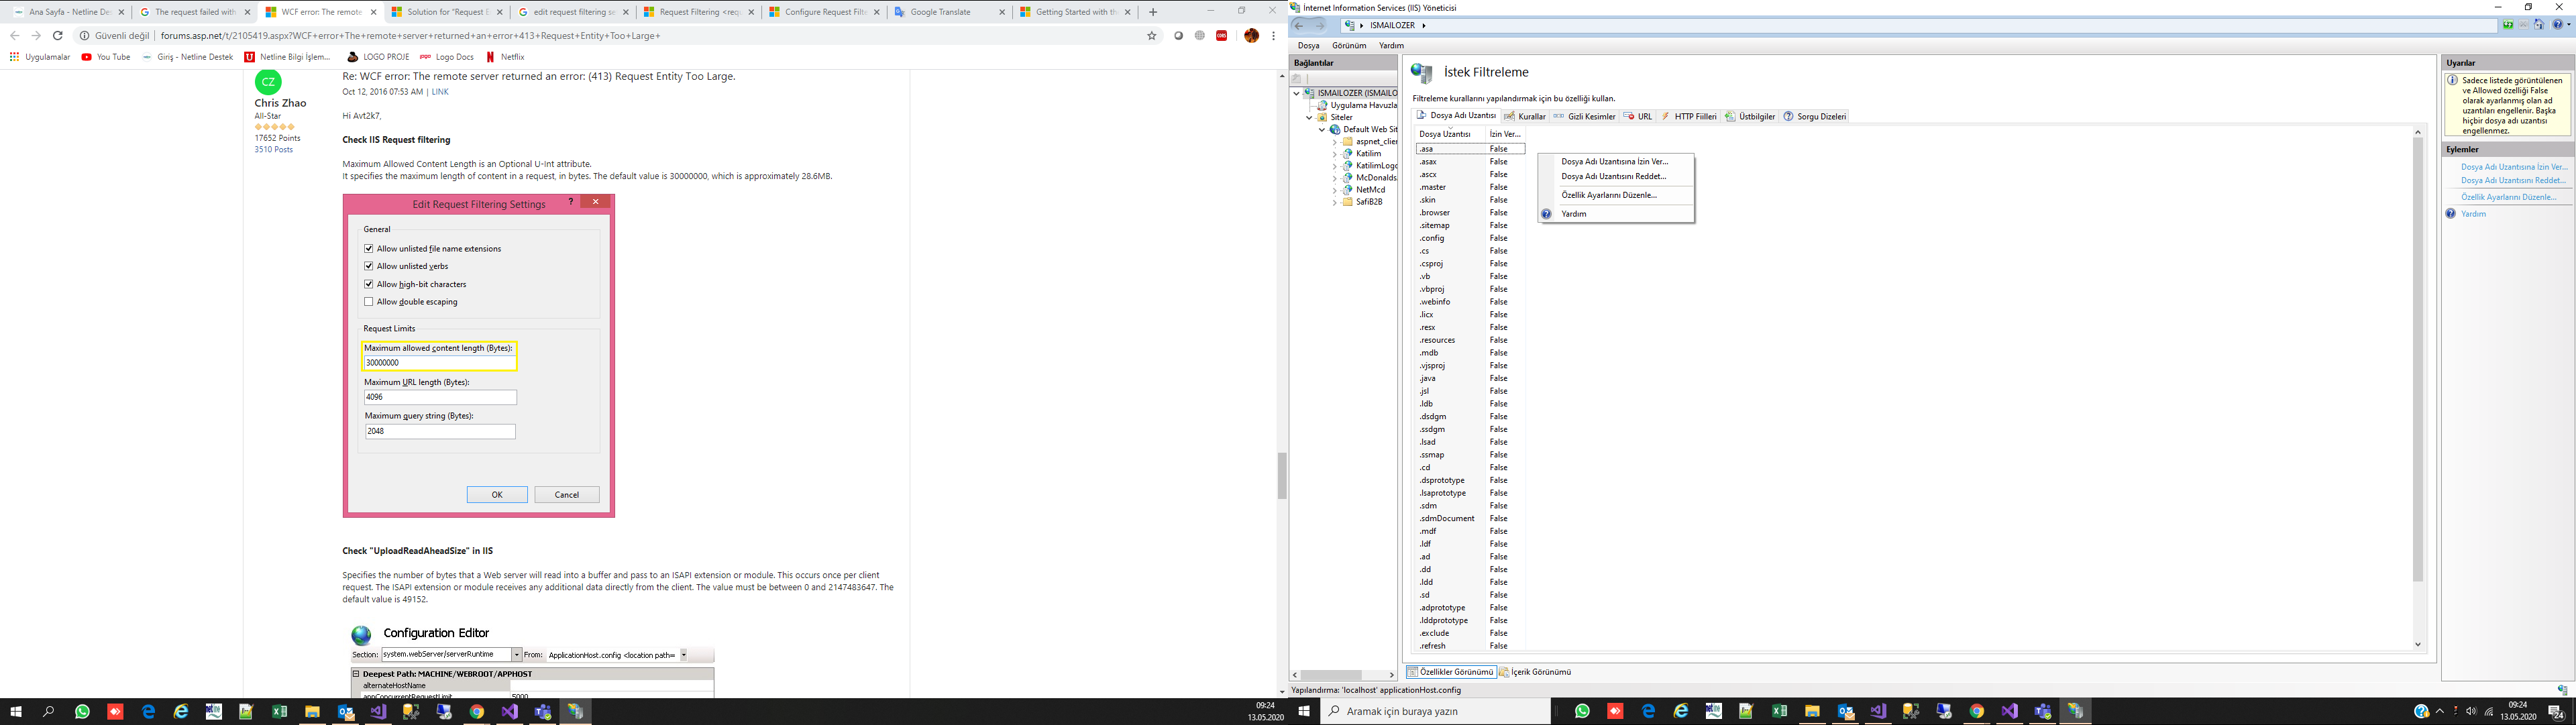 Ana Sayfa - Netline De
The request failed with
WCF error: The remote
Solution for "Request E
edit request filtering se
Request Filtering <requ
Configure Request Filte
Google Translate
Getting Started with th
Güvenli değil
forums.asp.net/t/2105419.aspx?WCF+error+The+remote+server+returned+an+error+413+Request+Entity+Too+Large+
Uygulamalar
You Tube
Giriş - Netline Destek
Netline Bilgi İşlem...
LOGO PROJE
Logo Docs
Netflix
CZ
Chris Zhao
All-Star
17652 Points
3510 Posts
Re: WCF error: The remote server returned an error: (413) Request Entity Too Large.
Oct 12, 2016 07:53 AM | LINK
Hi Avt2k7,
Check IIS Request filtering
Maximum Allowed Content Length is an Optional U-Int attribute.
It specifies the maximum length of content in a request, in bytes. The default value is 30000000, which is approximately 28.6MB.
Edit Request Filtering Settings
?
General
Allow unlisted file name extensions
Allow unlisted verbs
Allow high-bit characters
Allow double escaping
Request Limits
Maximum allowed content length (Bytes):
30000000
Maximum URL length (Bytes):
4096
Maximum query string (Bytes):
2048
OK
Cancel
Check "UploadReadAheadSize" in IIS
Specifies the number of bytes that a Web server will read into a buffer and pass to an ISAPI extension or module. This occurs once per client
request. The ISAPI extension or module receives any additional data directly from the client. The value must be between 0 and 2147483647. The
default value is 49152.
Configuration Editor
Section: system.webServer/serverRuntime
From: ApplicationHost.config <location path=
Deepest Path: MACHINE/WEBROOT/APPHOST
alternateHostName
appConcurrentRequestLimit 5000
09:24
13.05.2020
İnternet Information Services (IIS) Yöneticisi
ISMAILOZER
Dosya Görünüm Yardım
Bağlantılar
ISMAILOZER (ISMAILO
Uygulama Havuzla
Siteler
Default Web Sit
aspnet_clier
Katilim
KatilimLogo
McDonalds
NetMcd
SafiB2B
İstek Filtreleme
Filtreleme kurallarını yapılandırmak için bu özelliği kullan.
Dosya Adı Uzantısı
Kurallar
Gizli Kesimler
URL
HTTP Fiilleri
Üstbilgiler
Sorgu Dizeleri
Dosya Uzantısı İzin Ver...
.asa False
.asax False
.ascx False
.master False
.skin False
.browser False
.sitemap False
.config False
.cs False
.csproj False
.vb False
.vbproj False
.webinfo False
.licx False
.resx False
.resources False
.mdb False
.vjsproj False
.java False
.jsl False
.ldb False
.dsdgm False
.ssdgm False
.lsad False
.ssmap False
.cd False
.dsprototype False
.lsaprototype False
.sdm False
.sdmDocument False
.mdf False
.ldf False
.ad False
.dd False
.ldd False
.sd False
.adprototype False
.lddprototype False
.exclude False
.refresh False
Dosya Adı Uzantısına İzin Ver...
Dosya Adı Uzantısını Reddet...
Özellik Ayarlarını Düzenle...
Yardım
Özellikler Görünümü
İçerik Görünümü
Yapılandırma: 'localhost' applicationHost.config
Uyarılar
Sadece listede görüntülenen
ve Allowed özelliği False
olarak ayarlanmış olan ad
uzantıları engellenir. Başka
hiçbir dosya adı uzantısı
engellenmez.
Eylemler
Dosya Adı Uzantısına İzin Ver...
Dosya Adı Uzantısını Reddet...
Özellik Ayarlarını Düzenle...
Yardım
Aramak için buraya yazın
09:24
13.05.2020
24